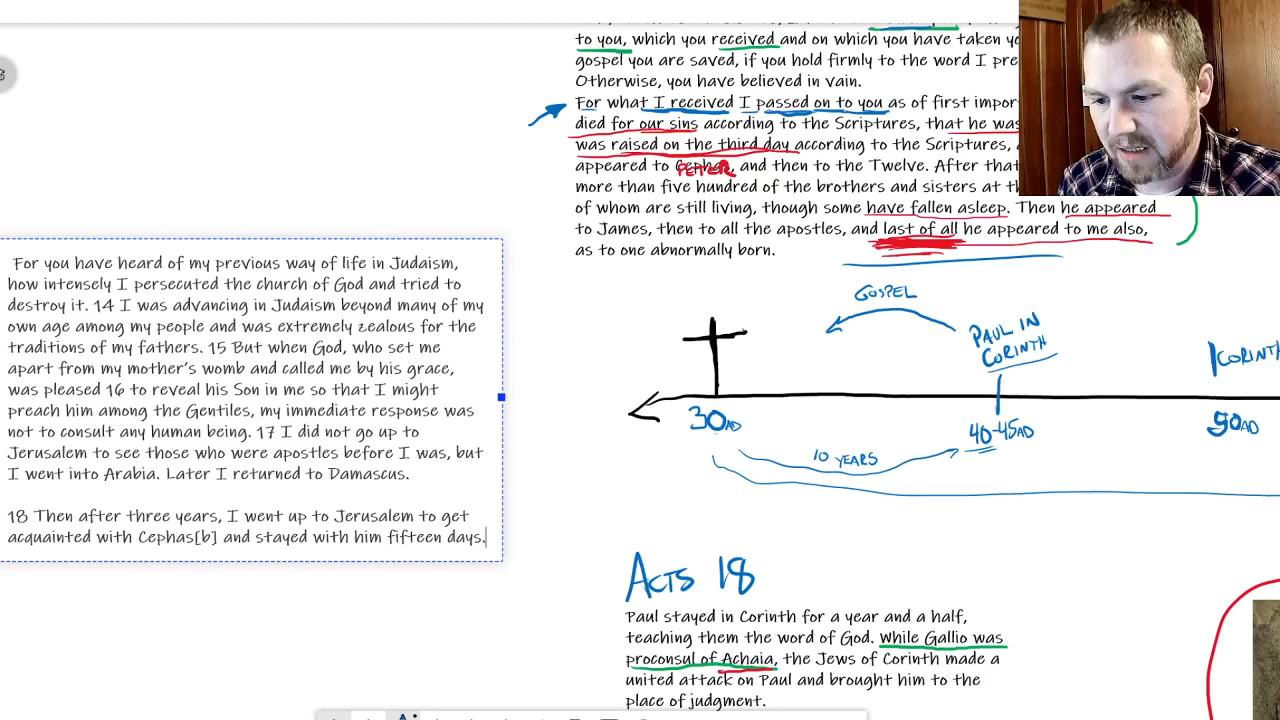 to you, which you received and on which you have taken yo
gospel you are saved, if you hold firmly to the word I pre
Otherwise, you have believed in vain.
For what I received I passed on to you as of first impor
died for our sins according to the Scriptures, that he was
was raised on the third day according to the Scriptures,
appeared to Cephas, and then to the Twelve. After that
PETER
more than five hundred of the brothers and sisters at th
of whom are still living, though some have fallen asleep. Then he appeared
to James, then to all the apostles, and last of all he appeared to me also,
as to one abnormally born.
For you have heard of my previous way of life in Judaism,
how intensely I persecuted the church of God and tried to
destroy it. 14 I was advancing in Judaism beyond many of my
own age among my people and was extremely zealous for the
traditions of my fathers. 15 But when God, who set me
apart from my mother's womb and called me by his grace,
was pleased 16 to reveal his Son in me so that I might
preach him among the Gentiles, my immediate response was
not to consult any human being. 17 I did not go up to
Jerusalem to see those who were apostles before I was, but
I went into Arabia. Later I returned to Damascus.
18 Then after three years, I went up to Jerusalem to get
acquainted with Cephas[b] and stayed with him fifteen days.
GOSPEL
PAUL IN
CORINTH
1CORINTH
30AD
40-45AD
90AD
10 YEARS
ACTS 18
Paul stayed in Corinth for a year and a half,
teaching them the word of God. While Gallio was
proconsul of Achaia, the Jews of Corinth made a
united attack on Paul and brought him to the
place of judgment.